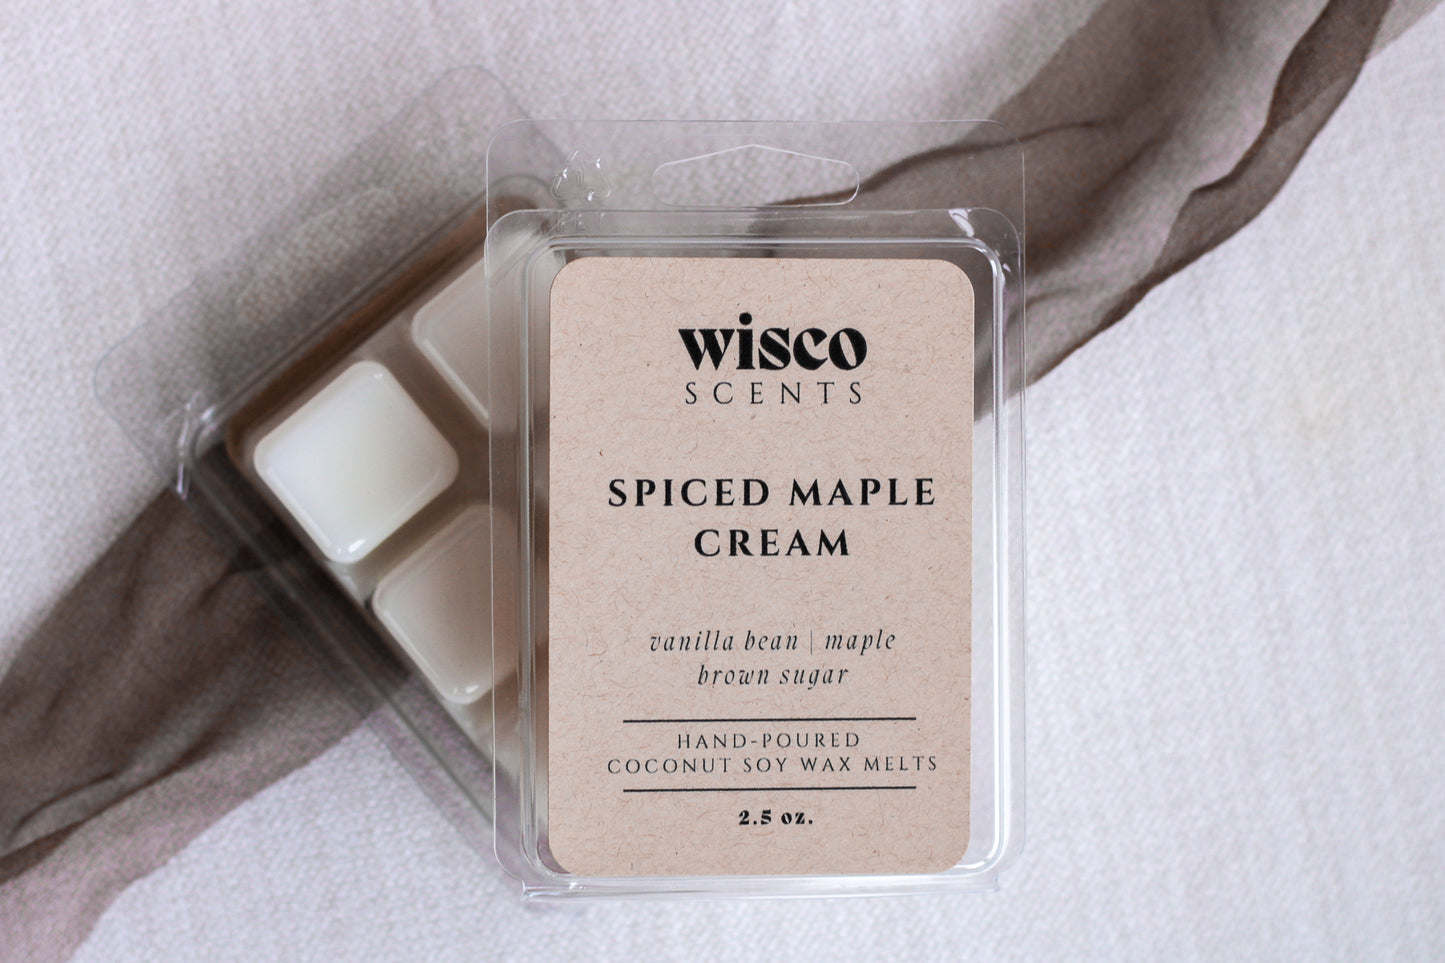 wisco
SCENTS
SPICED MAPLE
CREAM
vanilla bean | maple
brown sugar
HAND-POURED
COCONUT SOY WAX MELTS
2.5 oz.